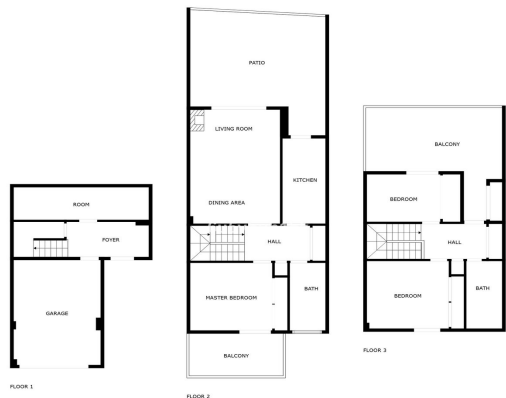 ROOM
FOYER
GARAGE
FLOOR 1
PATIO
LIVING ROOM
KITCHEN
DINING AREA
HALL
MASTER BEDROOM
BATH
BALCONY
FLOOR 2
BALCONY
BEDROOM
HALL
BEDROOM
BATH
FLOOR 3